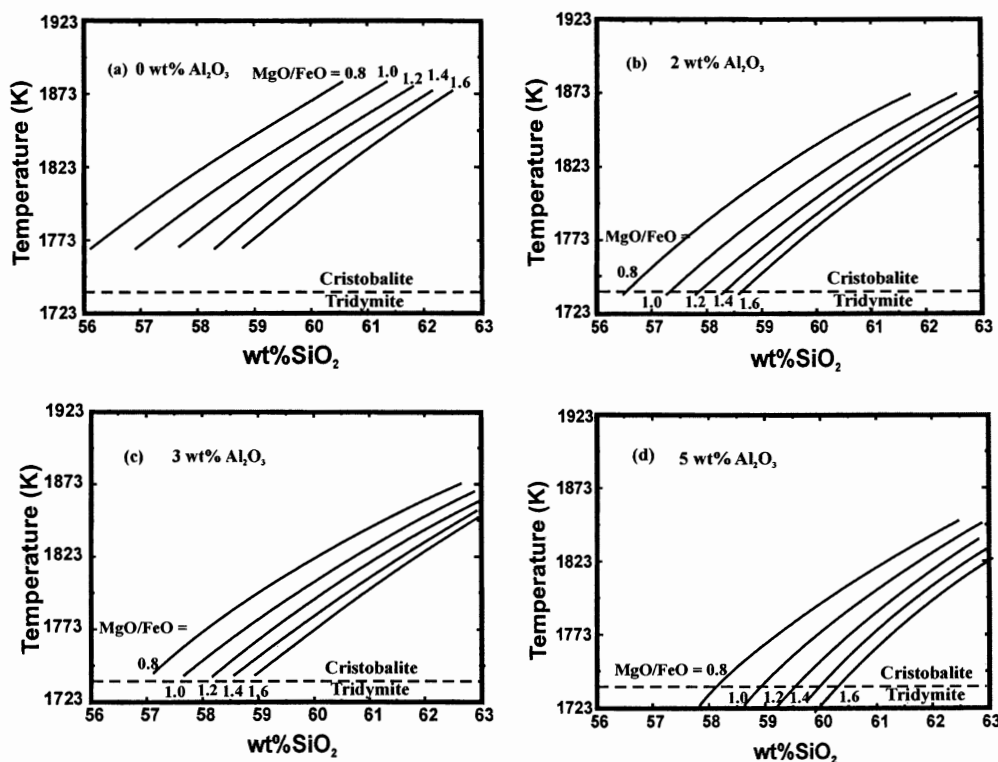 1923
(a) 0 wt% Al₂O₃
MgO/FeO = 0.8 1.0 1.2 1.4 1.6
1873
1823
1773
1723
Temperature (K)
Cristobalite
Tridymite
56 57 58 59 60 61 62 63
wt%SiO₂
1923
(b) 2 wt% Al₂O₃
1873
1823
1773
1723
Temperature (K)
MgO/FeO =
0.8
1.0 1.2 1.4 1.6
Cristobalite
Tridymite
56 57 58 59 60 61 62 63
wt%SiO₂
1923
(c) 3 wt% Al₂O₃
1873
1823
1773
1723
Temperature (K)
MgO/FeO =
0.8
1.0 1.2 1.4 1.6
Cristobalite
Tridymite
56 57 58 59 60 61 62 63
wt%SiO₂
1923
(d) 5 wt% Al₂O₃
1873
1823
1773
1723
Temperature (K)
MgO/FeO = 0.8
1.0 1.2 1.4 1.6
Cristobalite
Tridymite
56 57 58 59 60 61 62 63
wt%SiO₂